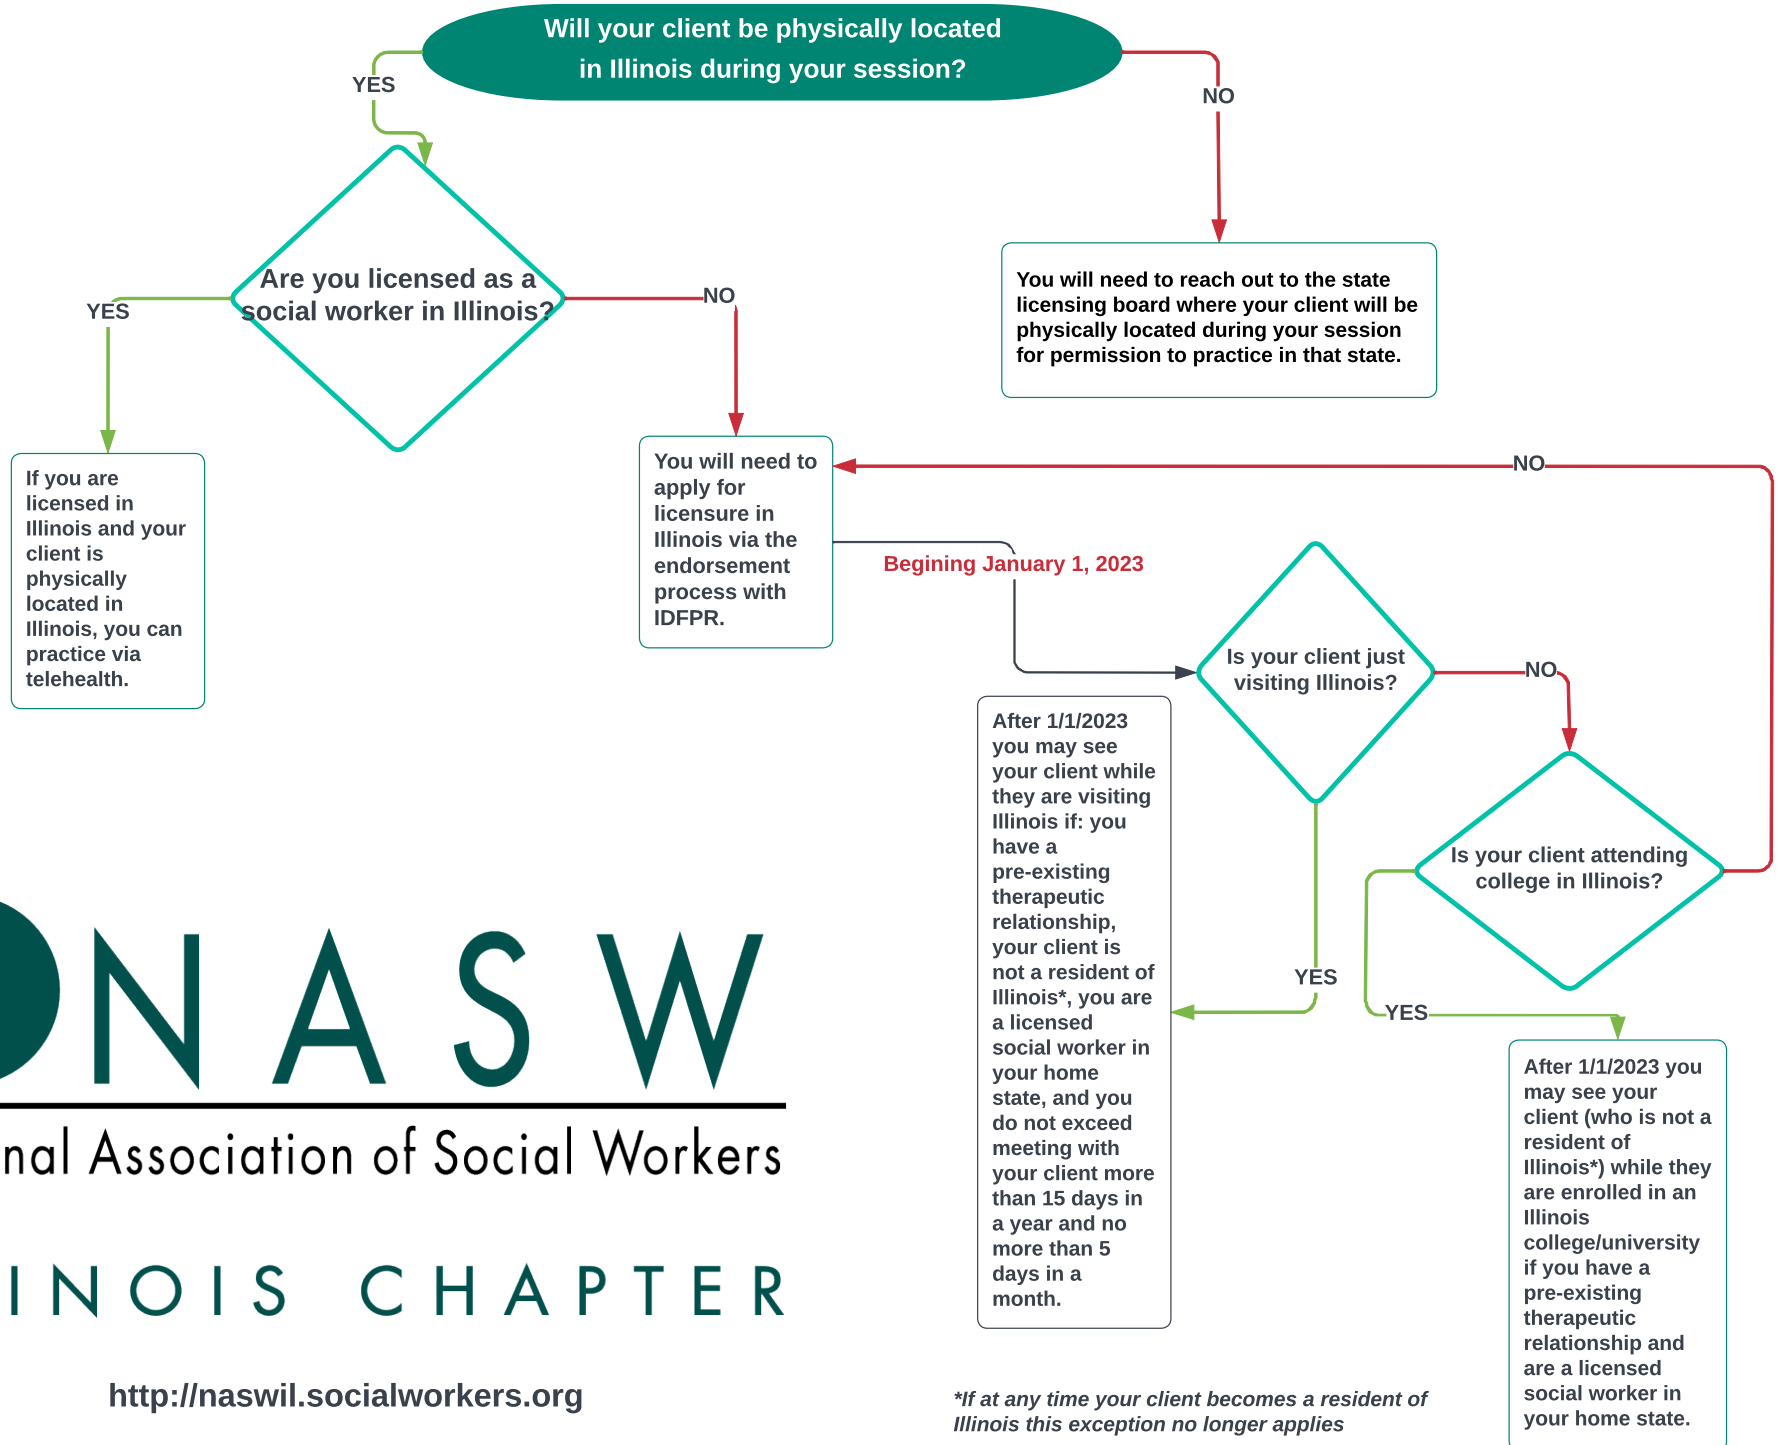 Will your client be physically located
in Illinois during your session?
YES
NO
Are you licensed as a
social worker in Illinois?
YES
NO
You will need to reach out to the state
licensing board where your client will be
physically located during your session
for permission to practice in that state.
If you are
licensed in
Illinois and your
client is
physically
located in
Illinois, you can
practice via
telehealth.
You will need to
apply for
licensure in
Illinois via the
endorsement
process with
IDFPR.
NO
Begining January 1, 2023
Is your client just
visiting Illinois?
NO
YES
After 1/1/2023
you may see
your client while
they are visiting
Illinois if: you
have a
pre-existing
therapeutic
relationship,
your client is
not a resident of
Illinois*, you are
a licensed
social worker in
your home
state, and you
do not exceed
meeting with
your client more
than 15 days in
a year and no
more than 5
days in a
month.
Is your client attending
college in Illinois?
YES
After 1/1/2023 you
may see your
client (who is not a
resident of
Illinois*) while they
are enrolled in an
Illinois
college/university
if you have a
pre-existing
therapeutic
relationship and
are a licensed
social worker in
your home state.
NASW
nal Association of Social Workers
INOIS CHAPTER
http://naswil.socialworkers.org
*If at any time your client becomes a resident of
Illinois this exception no longer applies